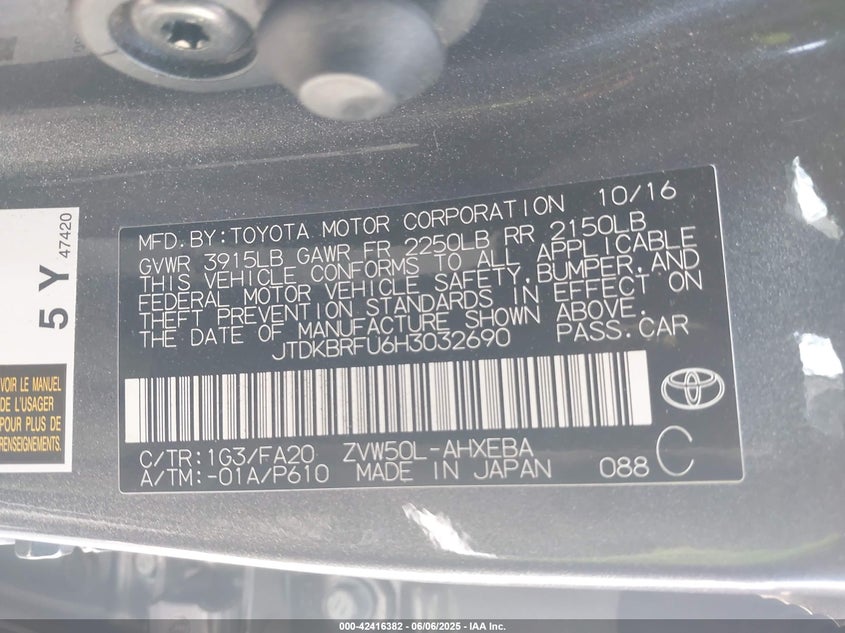 MFD. BY: TOYOTA MOTOR CORPORATION 10/16
GVWR 3915LB GAWR FR 2250LB RR 2150LB
THIS VEHICLE CONFORMS TO ALL APPLICABLE
FEDERAL MOTOR VEHICLE SAFETY, BUMPER, AND
THEFT PREVENTION STANDARDS IN EFFECT ON
THE DATE OF MANUFACTURE SHOWN ABOVE.
JTDKBRFU6H3032690 PASS. CAR
C/TR: 1G3/FA20 ZVW50L-AHXEBA
A/TM: -01A/P610 MADE IN JAPAN 088 C
5 Y
47420
VOIR LE MANUEL
DE L'USAGER
POUR PLUS DE
RENSEIGNEMENTS
000-42416382 | 06/06/2025 | IAA Inc.